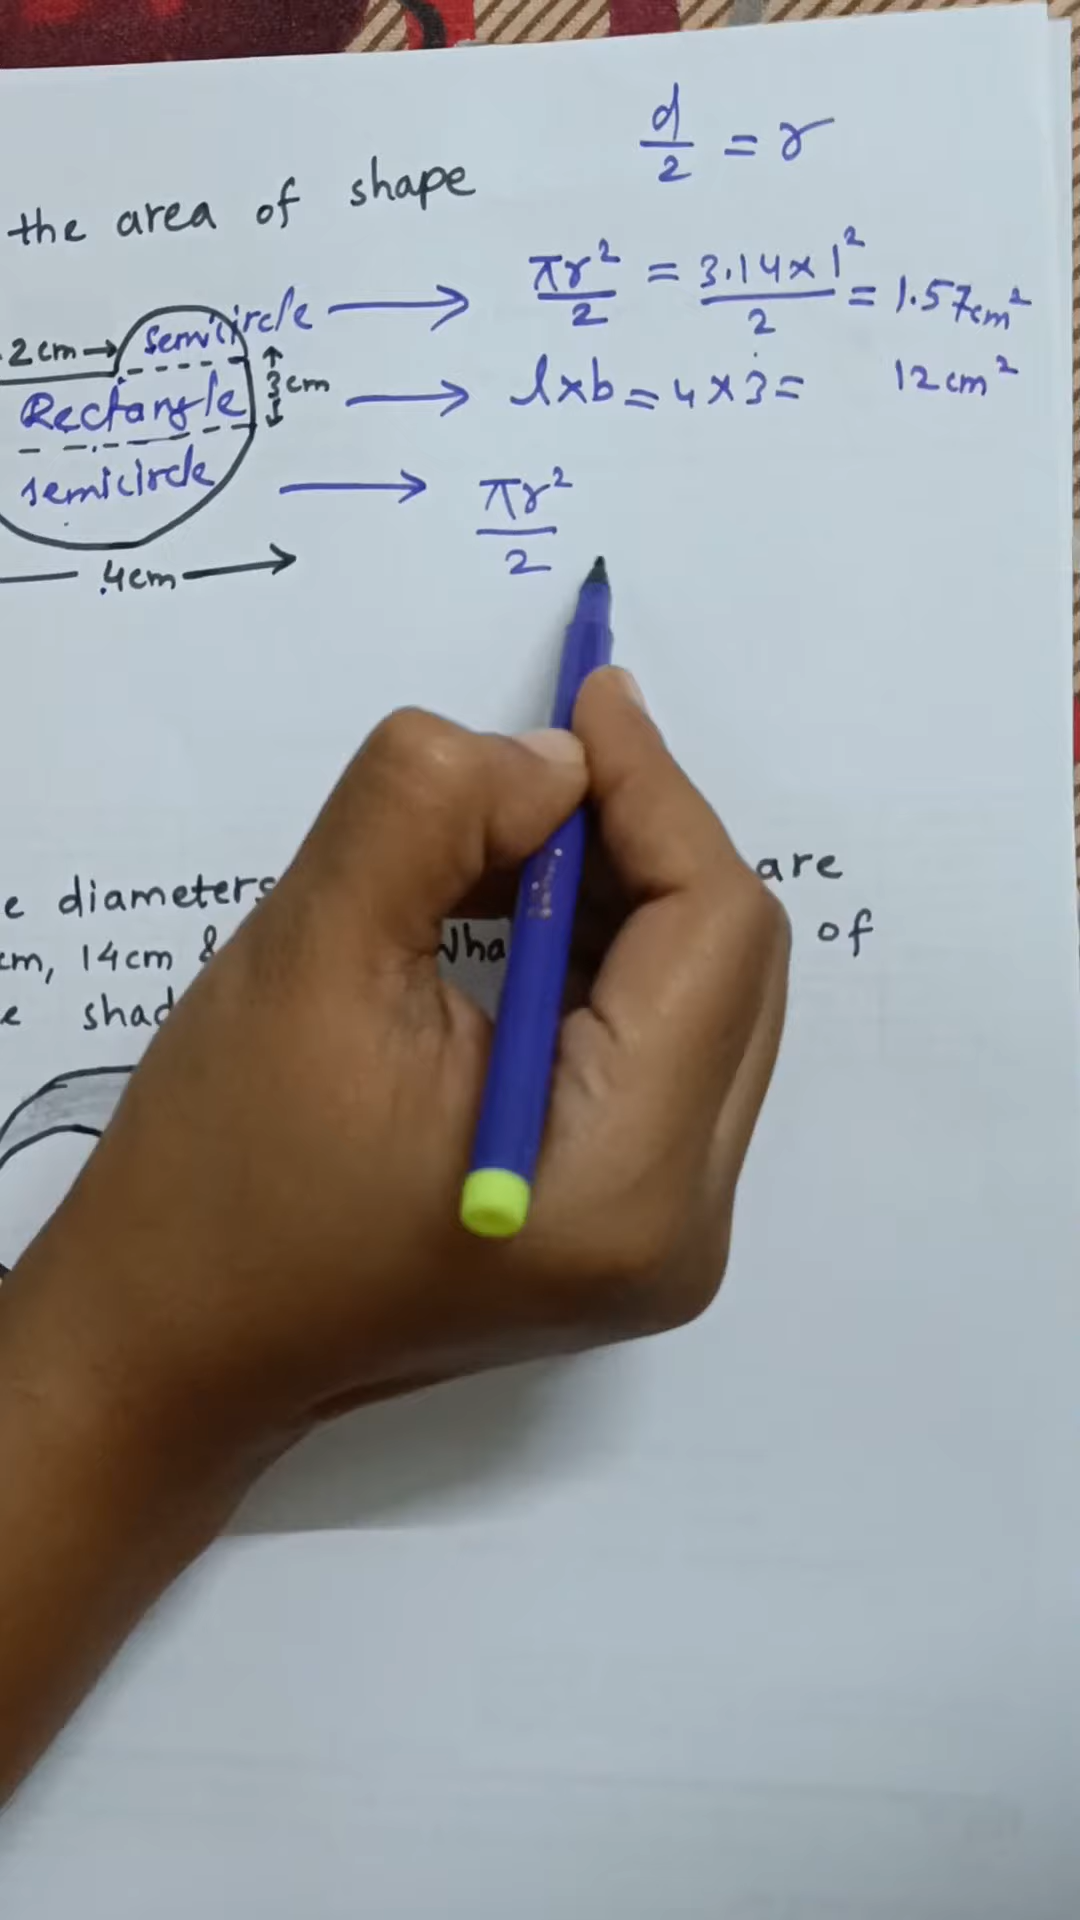 d/2 = r
the area of shape
semicircle → πr²/2 = 3.14×1²/2 = 1.57cm²
2cm→
Rectangle 3cm → l×b = 4×3 = 12cm²
semicircle → πr²/2
4cm
e diameters are
cm, 14cm & Wha of
e shad